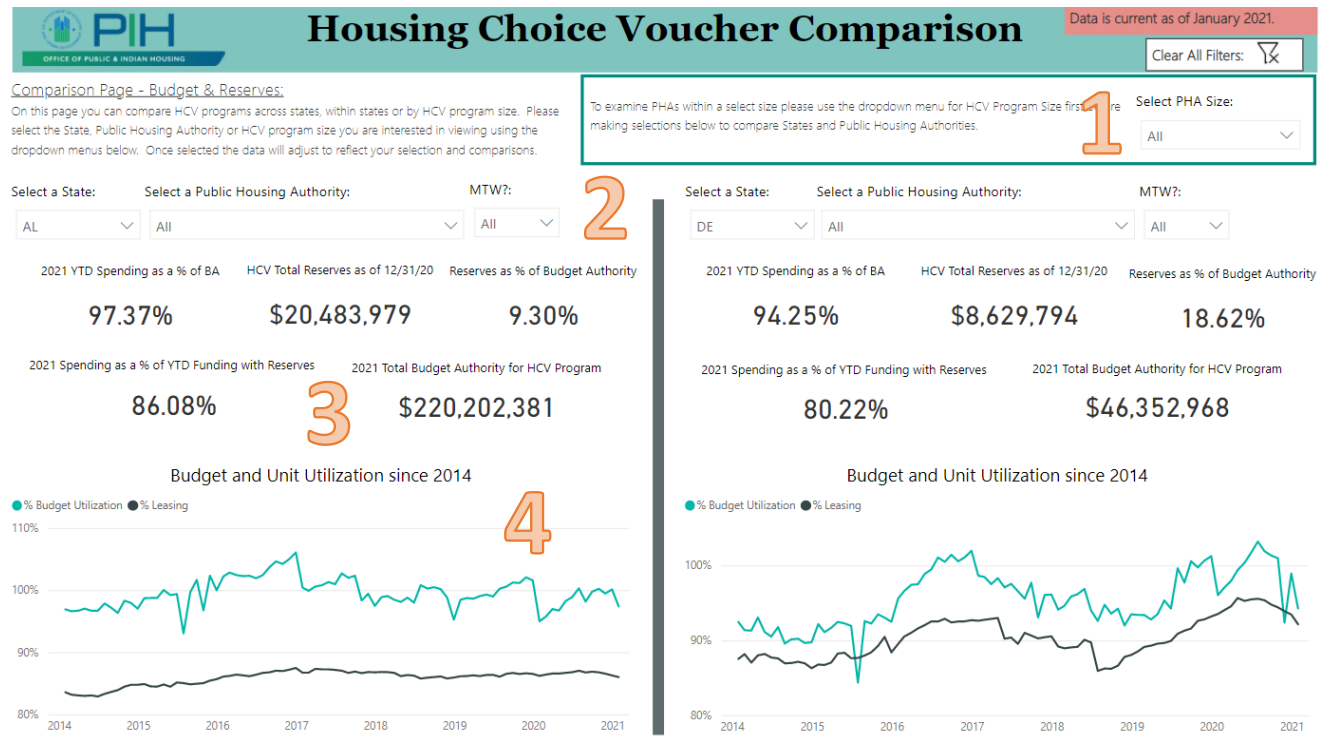 PIH
OFFICE OF PUBLIC & INDIAN HOUSING
Housing Choice Voucher Comparison
Data is current as of January 2021.
Clear All Filters:
Comparison Page - Budget & Reserves:
On this page you can compare HCV programs across states, within states or by HCV program size. Please
select the State, Public Housing Authority or HCV program size you are interested in viewing using the
dropdown menus below. Once selected the data will adjust to reflect your selection and comparisons.
To examine PHAs within a select size please use the dropdown menu for HCV Program Size first re
making selections below to compare States and Public Housing Authorities.
1
Select PHA Size:
All
Select a State: Select a Public Housing Authority: MTW?:
AL All All
2
Select a State: Select a Public Housing Authority: MTW?:
DE All All
2021 YTD Spending as a % of BA HCV Total Reserves as of 12/31/20 Reserves as % of Budget Authority
97.37% $20,483,979 9.30%
2021 Spending as a % of YTD Funding with Reserves 2021 Total Budget Authority for HCV Program
86.08% $220,202,381
3
2021 YTD Spending as a % of BA HCV Total Reserves as of 12/31/20 Reserves as % of Budget Authority
94.25% $8,629,794 18.62%
2021 Spending as a % of YTD Funding with Reserves 2021 Total Budget Authority for HCV Program
80.22% $46,352,968
Budget and Unit Utilization since 2014
% Budget Utilization % Leasing
4
110%
100%
90%
80%
2014 2015 2016 2017 2018 2019 2020 2021
Budget and Unit Utilization since 2014
% Budget Utilization % Leasing
100%
90%
80%
2014 2015 2016 2017 2018 2019 2020 2021